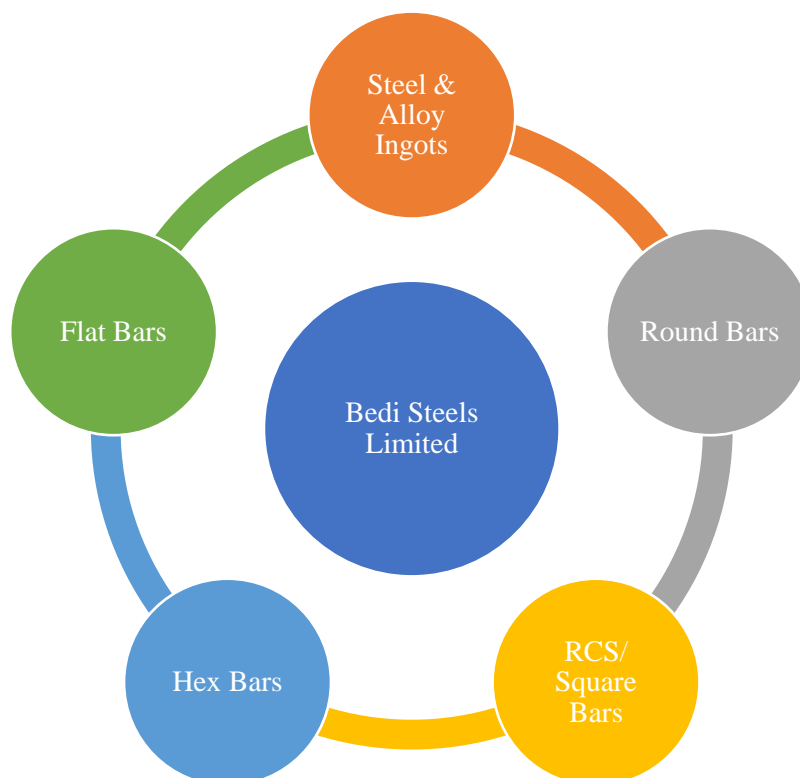 Steel &
Alloy
Ingots
Flat Bars
Round Bars
Bedi Steels
Limited
Hex Bars
RCS/
Square
Bars